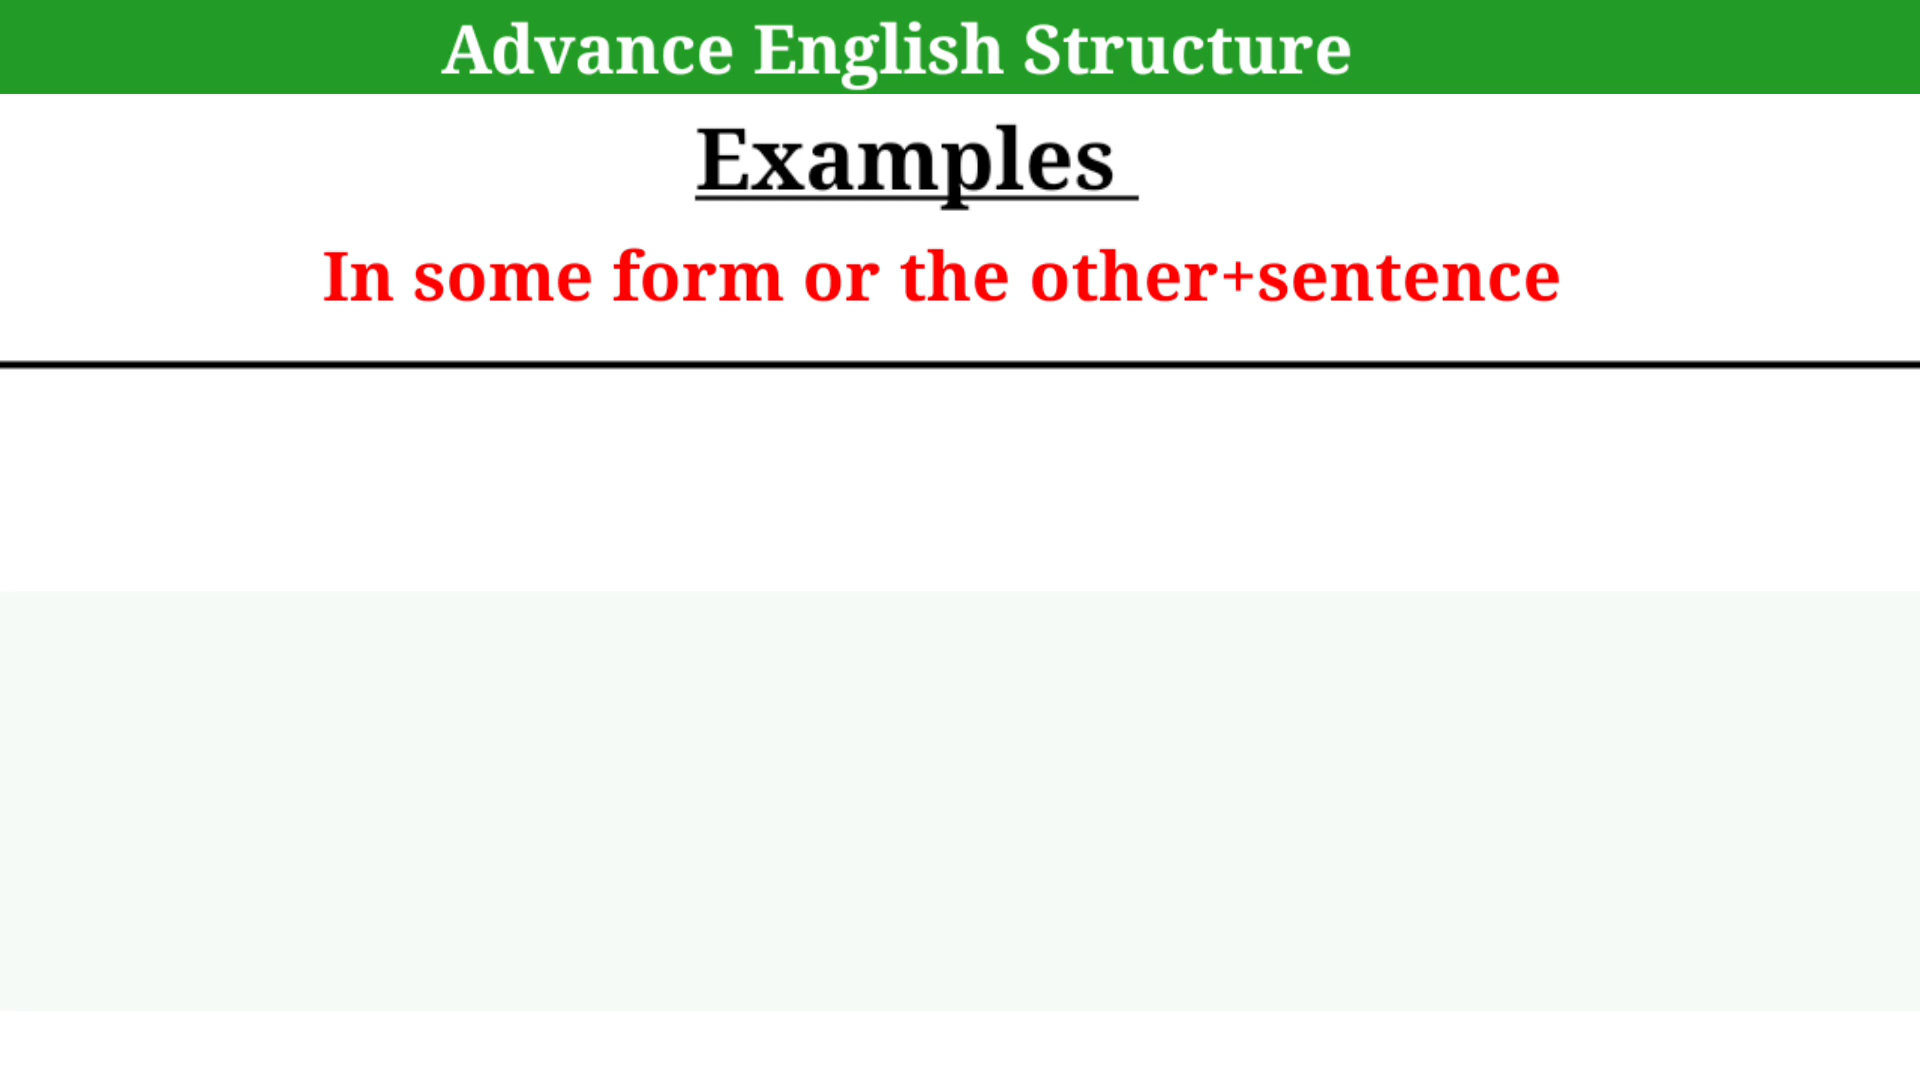 Advance English Structure
Examples
In some form or the other+sentence